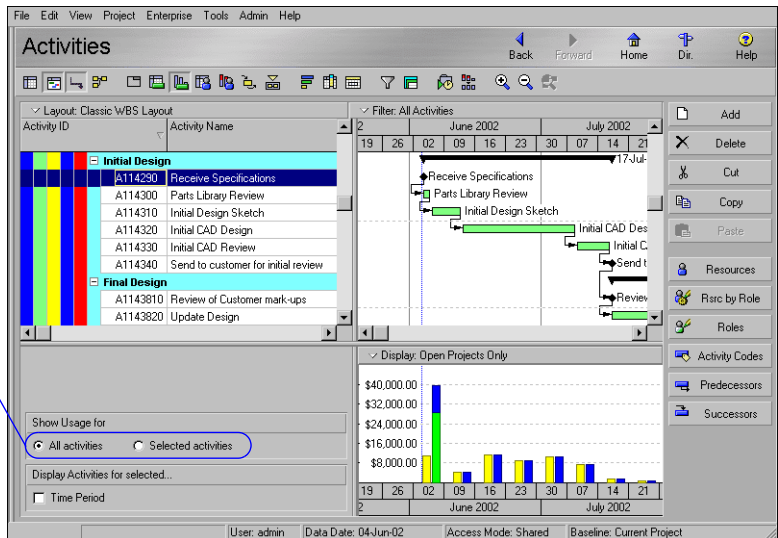 File Edit View Project Enterprise Tools Admin Help
Activities
Back Forward Home Dir. Help
Layout: Classic WBS Layout
Filter: All Activities
Activity ID Activity Name
2 June 2002 July 2002
19 26 02 09 16 23 30 07 14 21
Initial Design
17-Jul-
A114290 Receive Specifications
Receive Specifications
A114300 Parts Library Review
Parts Library Review
A114310 Initial Design Sketch
Initial Design Sketch
A114320 Initial CAD Design
Initial CAD Des
A114330 Initial CAD Review
Initial C
A114340 Send to customer for initial review
Send t
Final Design
A1143810 Review of Customer mark-ups
Review
A1143820 Update Design
Add
Delete
Cut
Copy
Paste
Resources
Rsrc by Role
Roles
Activity Codes
Predecessors
Successors
Display: Open Projects Only
$40,000.00
$32,000.00
$24,000.00
$16,000.00
$8,000.00
19 26 02 09 16 23 30 07 14 21
2 June 2002 July 2002
Show Usage for
All activities Selected activities
Display Activities for selected...
Time Period
User: admin Data Date: 04-Jun-02 Access Mode: Shared Baseline: Current Project